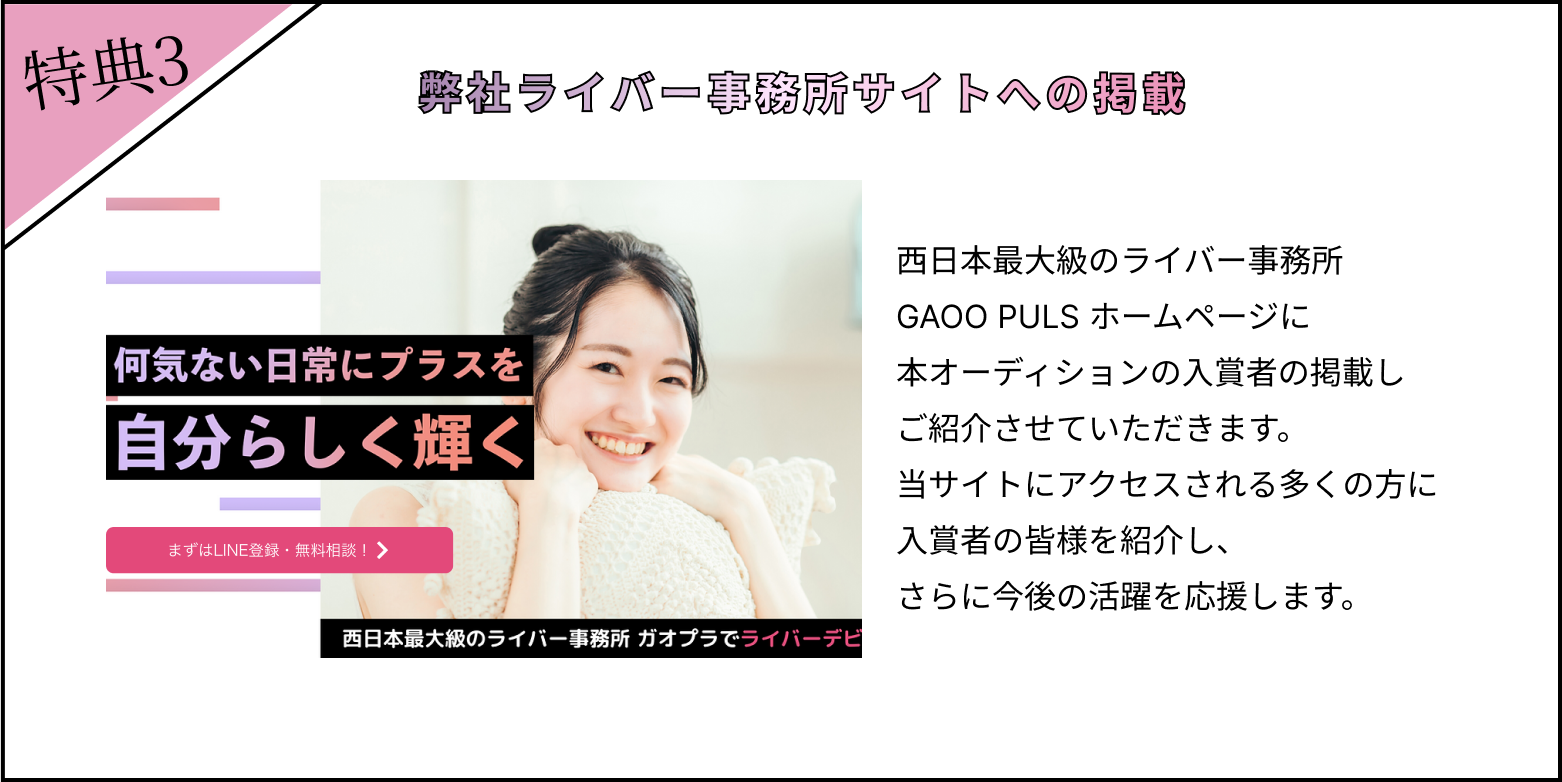 特典3
弊社ライバー事務所サイトへの掲載
何気ない日常にプラスを
自分らしく輝く
まずはLINE登録・無料相談！
西日本最大級のライバー事務所 ガオプラでライバーデビ
西日本最大級のライバー事務所
GAOO PULS ホームページに
本オーディションの入賞者の掲載し
ご紹介させていただきます。
当サイトにアクセスされる多くの方に
入賞者の皆様を紹介し、
さらに今後の活躍を応援します。